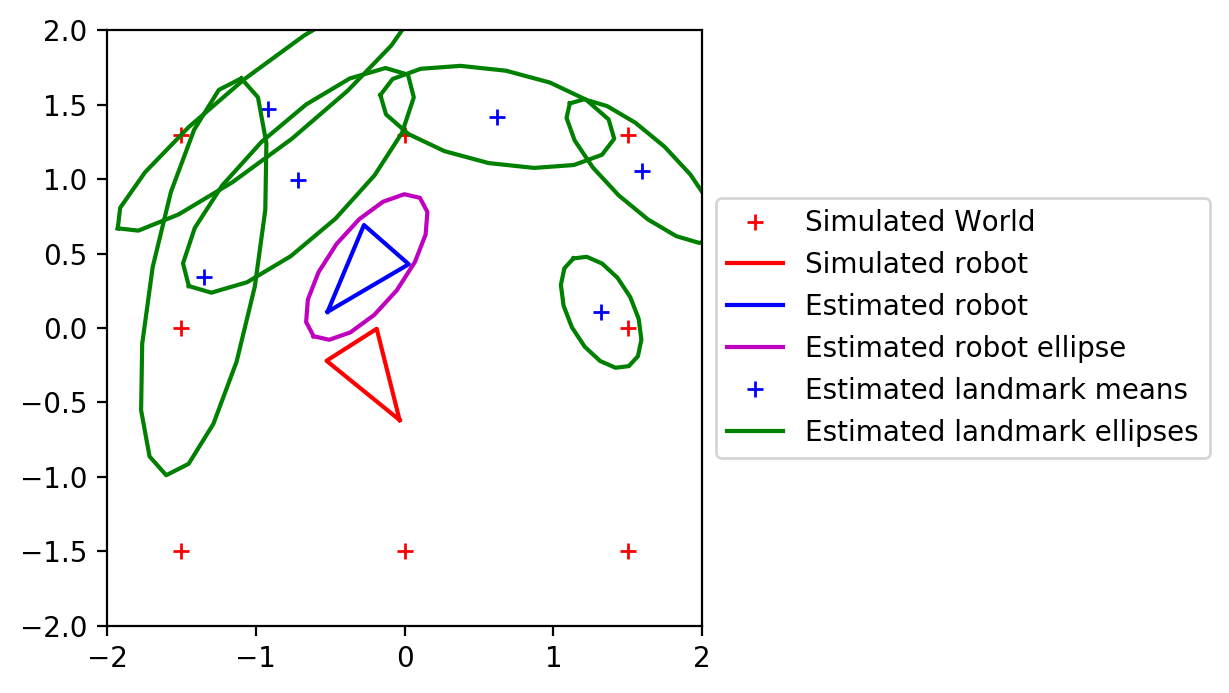 2.0
1.5
1.0
0.5
0.0
−0.5
−1.0
−1.5
−2.0
−2 −1 0 1 2
Simulated World
Simulated robot
Estimated robot
Estimated robot ellipse
Estimated landmark means
Estimated landmark ellipses